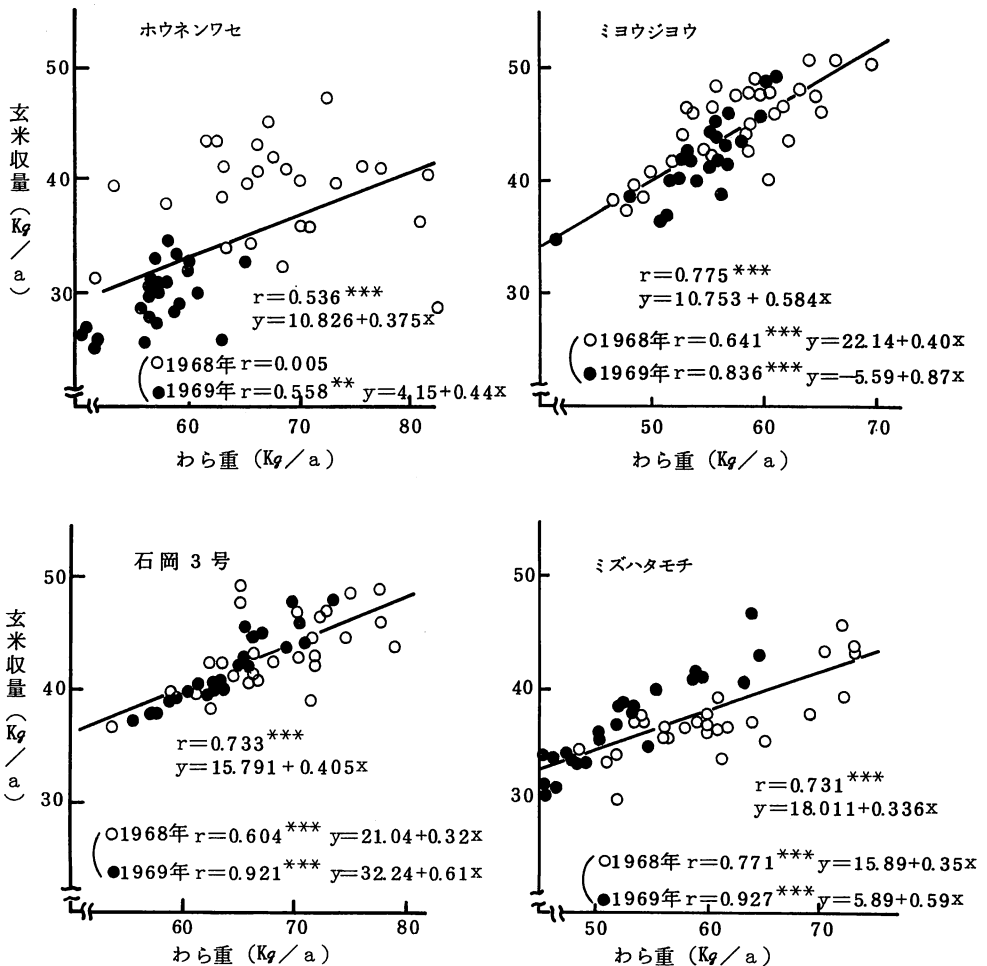 ホウネンワセ
50
40
30
玄米収量(Kg/a)
r=0.536***
y=10.826+0.375x
1968年 r=0.005
1969年 r=0.558** y=4.15+0.44x
60 70 80
わら重(Kg/a)
ミヨウジヨウ
50
40
30
r=0.775***
y=10.753+0.584x
1968年 r=0.641*** y=22.14+0.40x
1969年 r=0.836*** y=-5.59+0.87x
50 60 70
わら重(Kg/a)
石岡3号
50
40
30
玄米収量(Kg/a)
r=0.733***
y=15.791+0.405x
1968年 r=0.604*** y=21.04+0.32x
1969年 r=0.921*** y=32.24+0.61x
60 70 80
わら重(Kg/a)
ミズハタモチ
50
40
30
r=0.731***
y=18.011+0.336x
1968年 r=0.771*** y=15.89+0.35x
1969年 r=0.927*** y=5.89+0.59x
50 60 70
わら重(Kg/a)